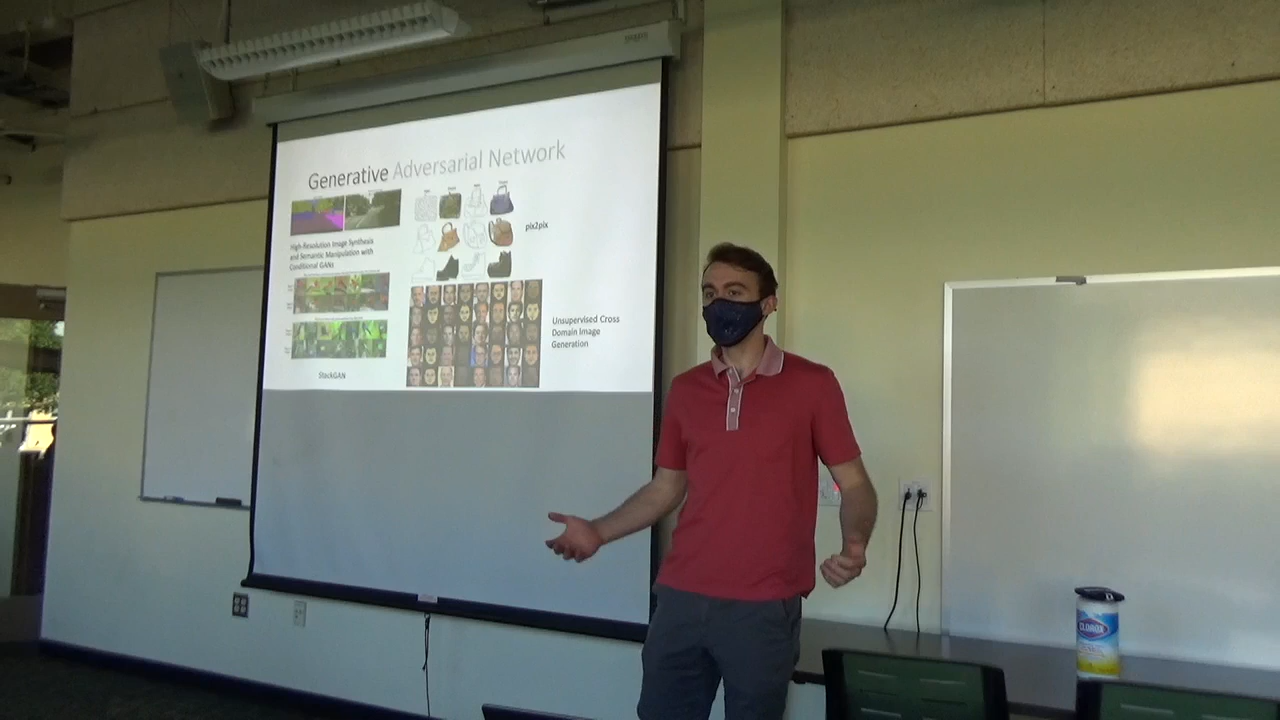 Generative Adversarial Network
High-Resolution Image Synthesis
and Semantic Manipulation with
Conditional GANs
pix2pix
Unsupervised Cross
Domain Image
Generation
StackGAN
CLOROX